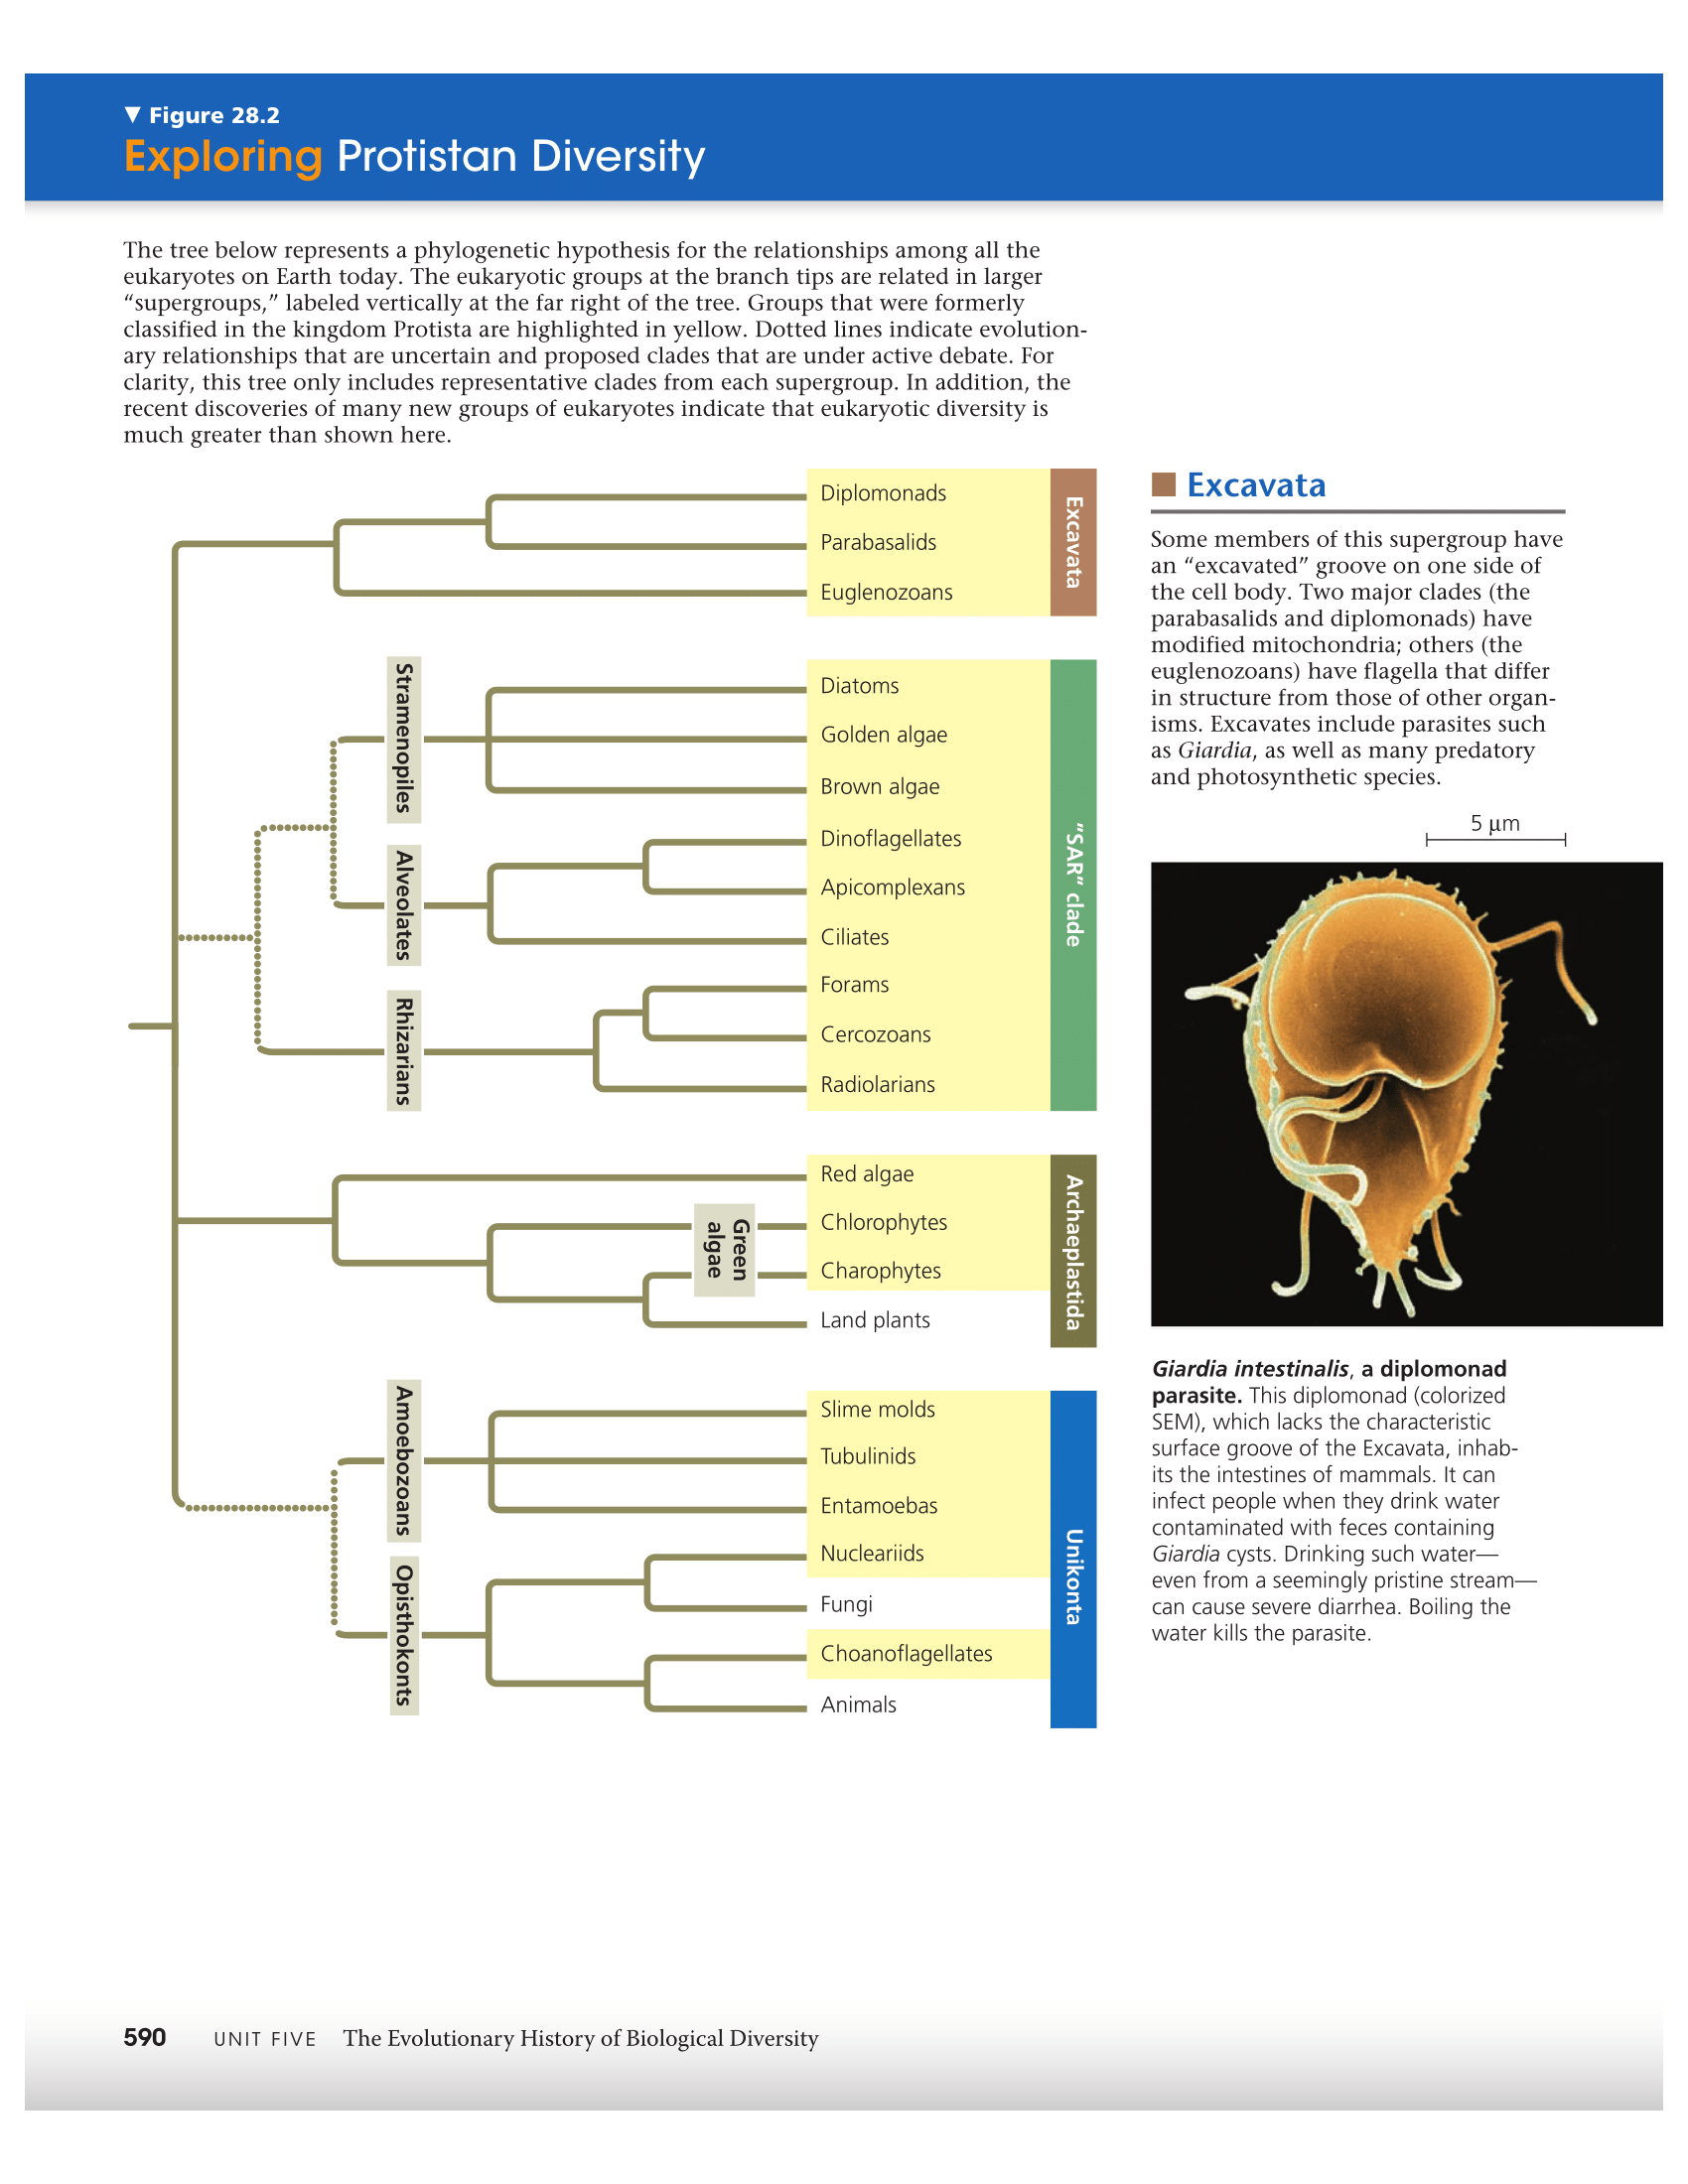 ▼ Figure 28.2
Exploring Protistan Diversity
The tree below represents a phylogenetic hypothesis for the relationships among all the
eukaryotes on Earth today. The eukaryotic groups at the branch tips are related in larger
“supergroups,” labeled vertically at the far right of the tree. Groups that were formerly
classified in the kingdom Protista are highlighted in yellow. Dotted lines indicate evolution-
ary relationships that are uncertain and proposed clades that are under active debate. For
clarity, this tree only includes representative clades from each supergroup. In addition, the
recent discoveries of many new groups of eukaryotes indicate that eukaryotic diversity is
much greater than shown here.
Diplomonads
Parabasalids
Euglenozoans
Excavata
Stramenopiles
Alveolates
Rhizarians
Diatoms
Golden algae
Brown algae
Dinoflagellates
Apicomplexans
Ciliates
Forams
Cercozoans
Radiolarians
“SAR” clade
Red algae
Chlorophytes
Charophytes
Land plants
Green
algae
Archaeplastida
Amoebozoans
Opisthokonts
Slime molds
Tubulinids
Entamoebas
Nucleariids
Fungi
Choanoflagellates
Animals
Unikonta
Excavata
Some members of this supergroup have
an “excavated” groove on one side of
the cell body. Two major clades (the
parabasalids and diplomonads) have
modified mitochondria; others (the
euglenozoans) have flagella that differ
in structure from those of other organ-
isms. Excavates include parasites such
as Giardia, as well as many predatory
and photosynthetic species.
5 μm
Giardia intestinalis, a diplomonad
parasite. This diplomonad (colorized
SEM), which lacks the characteristic
surface groove of the Excavata, inhab-
its the intestines of mammals. It can
infect people when they drink water
contaminated with feces containing
Giardia cysts. Drinking such water—
even from a seemingly pristine stream—
can cause severe diarrhea. Boiling the
water kills the parasite.
590 UNIT FIVE The Evolutionary History of Biological Diversity